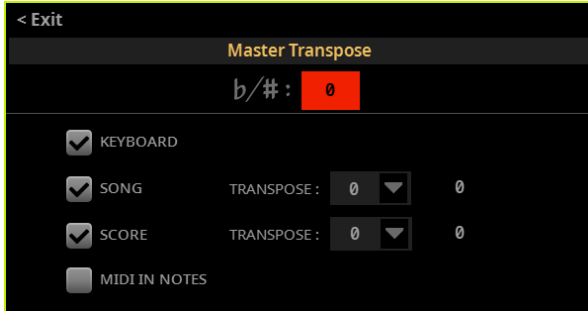 < Exit
Master Transpose
b/# : 0
KEYBOARD
SONG TRANSPOSE : 0 0
SCORE TRANSPOSE : 0 0
MIDI IN NOTES